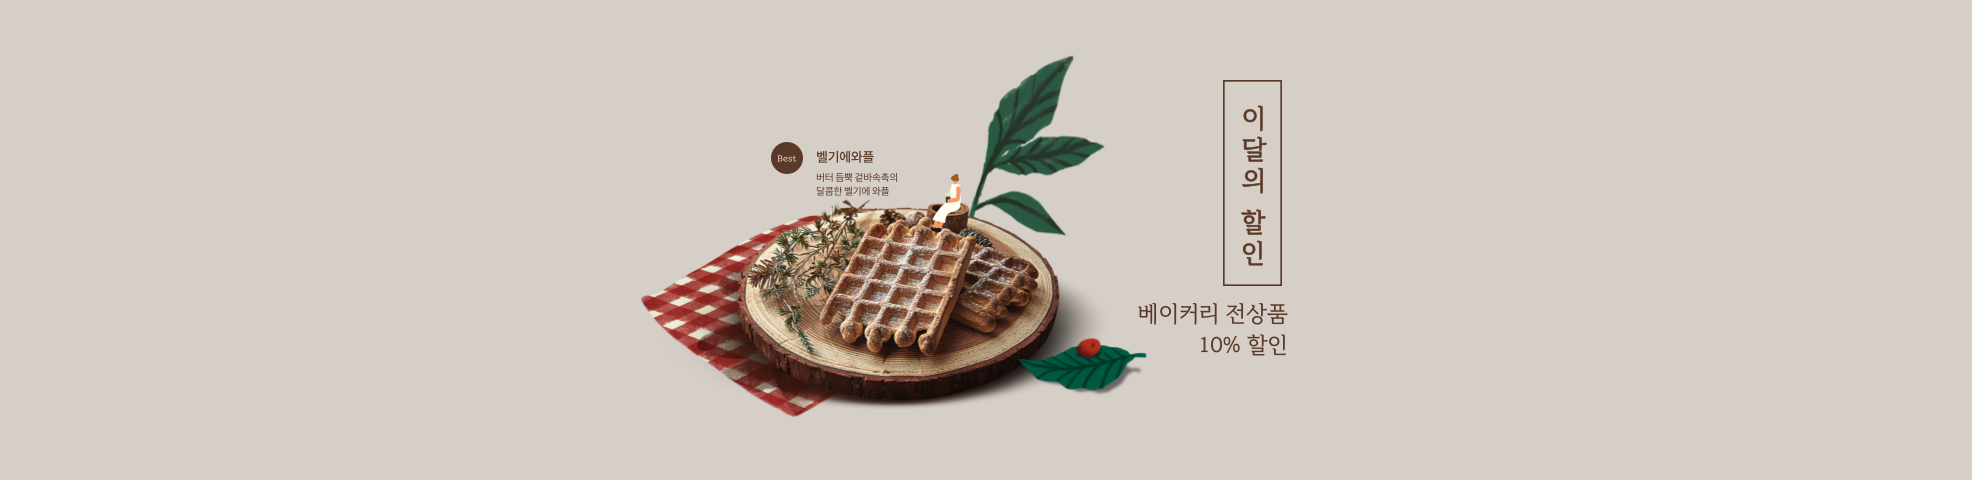 Best
벨기에와플
버터 듬뿍 겉바속촉의
달콤한 벨기에 와플
이달의 할인
베이커리 전상품
10% 할인